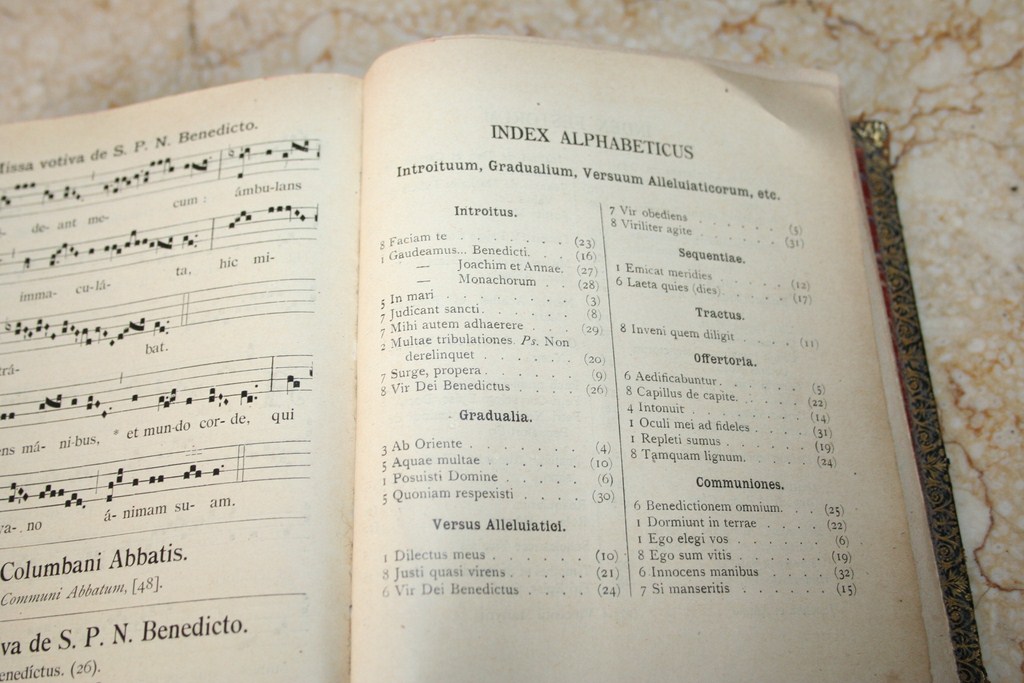 Missa votiva de S. P. N. Benedicto.
de- ant me- cum : ámbu-lans
imma- cu-lá- ta, hic mi-
trá- bat.
ens má- ni-bus, * et mun-do cor- de, qui
va- . no á- nimam su- am.
Columbani Abbatis.
Communi Abbatum, [48].
va de S. P. N. Benedicto.
enedíctus. (26).
INDEX ALPHABETICUS
Introituum, Gradualium, Versuum Alleluiaticorum, etc.
Introitus.
8 Faciam te . . . . . . . (23)
1 Gaudeamus... Benedicti. . . (16)
— Joachim et Annae. (27)
— Monachorum . . (28)
5 In mari . . . . . . . . (3)
7 Judicant sancti. . . . . . (8)
7 Mihi autem adhaerere . . . (29)
2 Multae tribulationes. Ps. Non
derelinquet . . . . . . (20)
7 Surge, propera . . . . . . (9)
8 Vir Dei Benedictus . . . . (26)
Gradualia.
3 Ab Oriente . . . . . . . (4)
5 Aquae multae . . . . . . (10)
1 Posuisti Domine . . . . . (6)
5 Quoniam respexisti . . . . (30)
Versus Alleluiatici.
1 Dilectus meus . . . . . . (10)
8 Justi quasi virens . . . . . (21)
6 Vir Dei Benedictus . . . . (24)
7 Vir obediens . . . . . . (3)
8 Viriliter agite . . . . . . (31)
Sequentiae.
1 Emicat meridies . . . . . (12)
6 Laeta quies (dies) . . . . . (17)
Tractus.
8 Inveni quem diligit . . . . (11)
Offertoria.
6 Aedificabuntur. . . . . . . (5)
8 Capillus de capite. . . . . . (22)
4 Intonuit . . . . . . . . (14)
1 Oculi mei ad fideles . . . . (31)
1 Repleti sumus . . . . . . (19)
8 Tamquam lignum. . . . . . (24)
Communiones.
6 Benedictionem omnium. . . . (25)
1 Dormiunt in terrae . . . . (22)
1 Ego elegi vos . . . . . . (6)
8 Ego sum vitis . . . . . . (19)
6 Innocens manibus . . . . . (32)
7 Si manseritis . . . . . . (15)